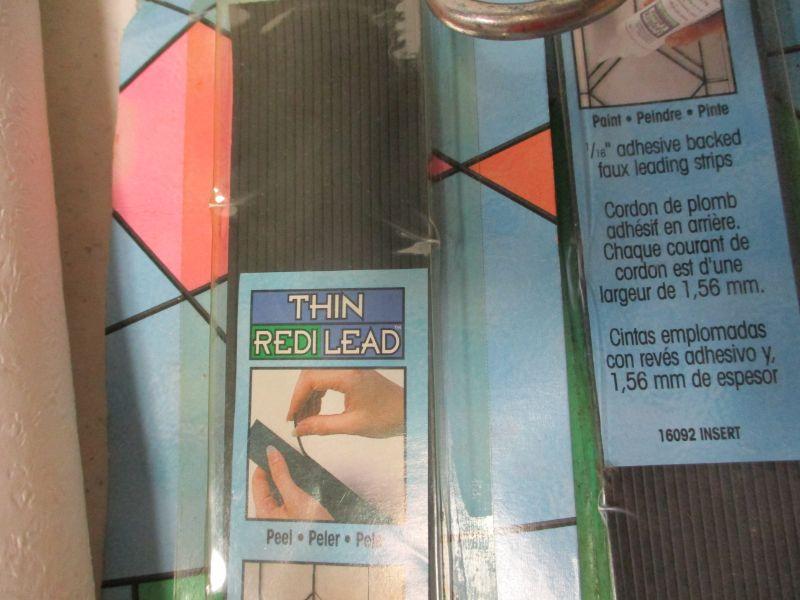 THIN
REDI LEAD™
Peel • Peler • Pele
Paint • Peindre • Pinte
1/16" adhesive backed
faux leading strips
Cordon de plomb
adhésif en arrière.
Chaque courant de
cordon est d'une
largeur de 1,56 mm.
Cintas emplomadas
con revés adhesivo y,
1,56 mm de espesor
16092 INSERT